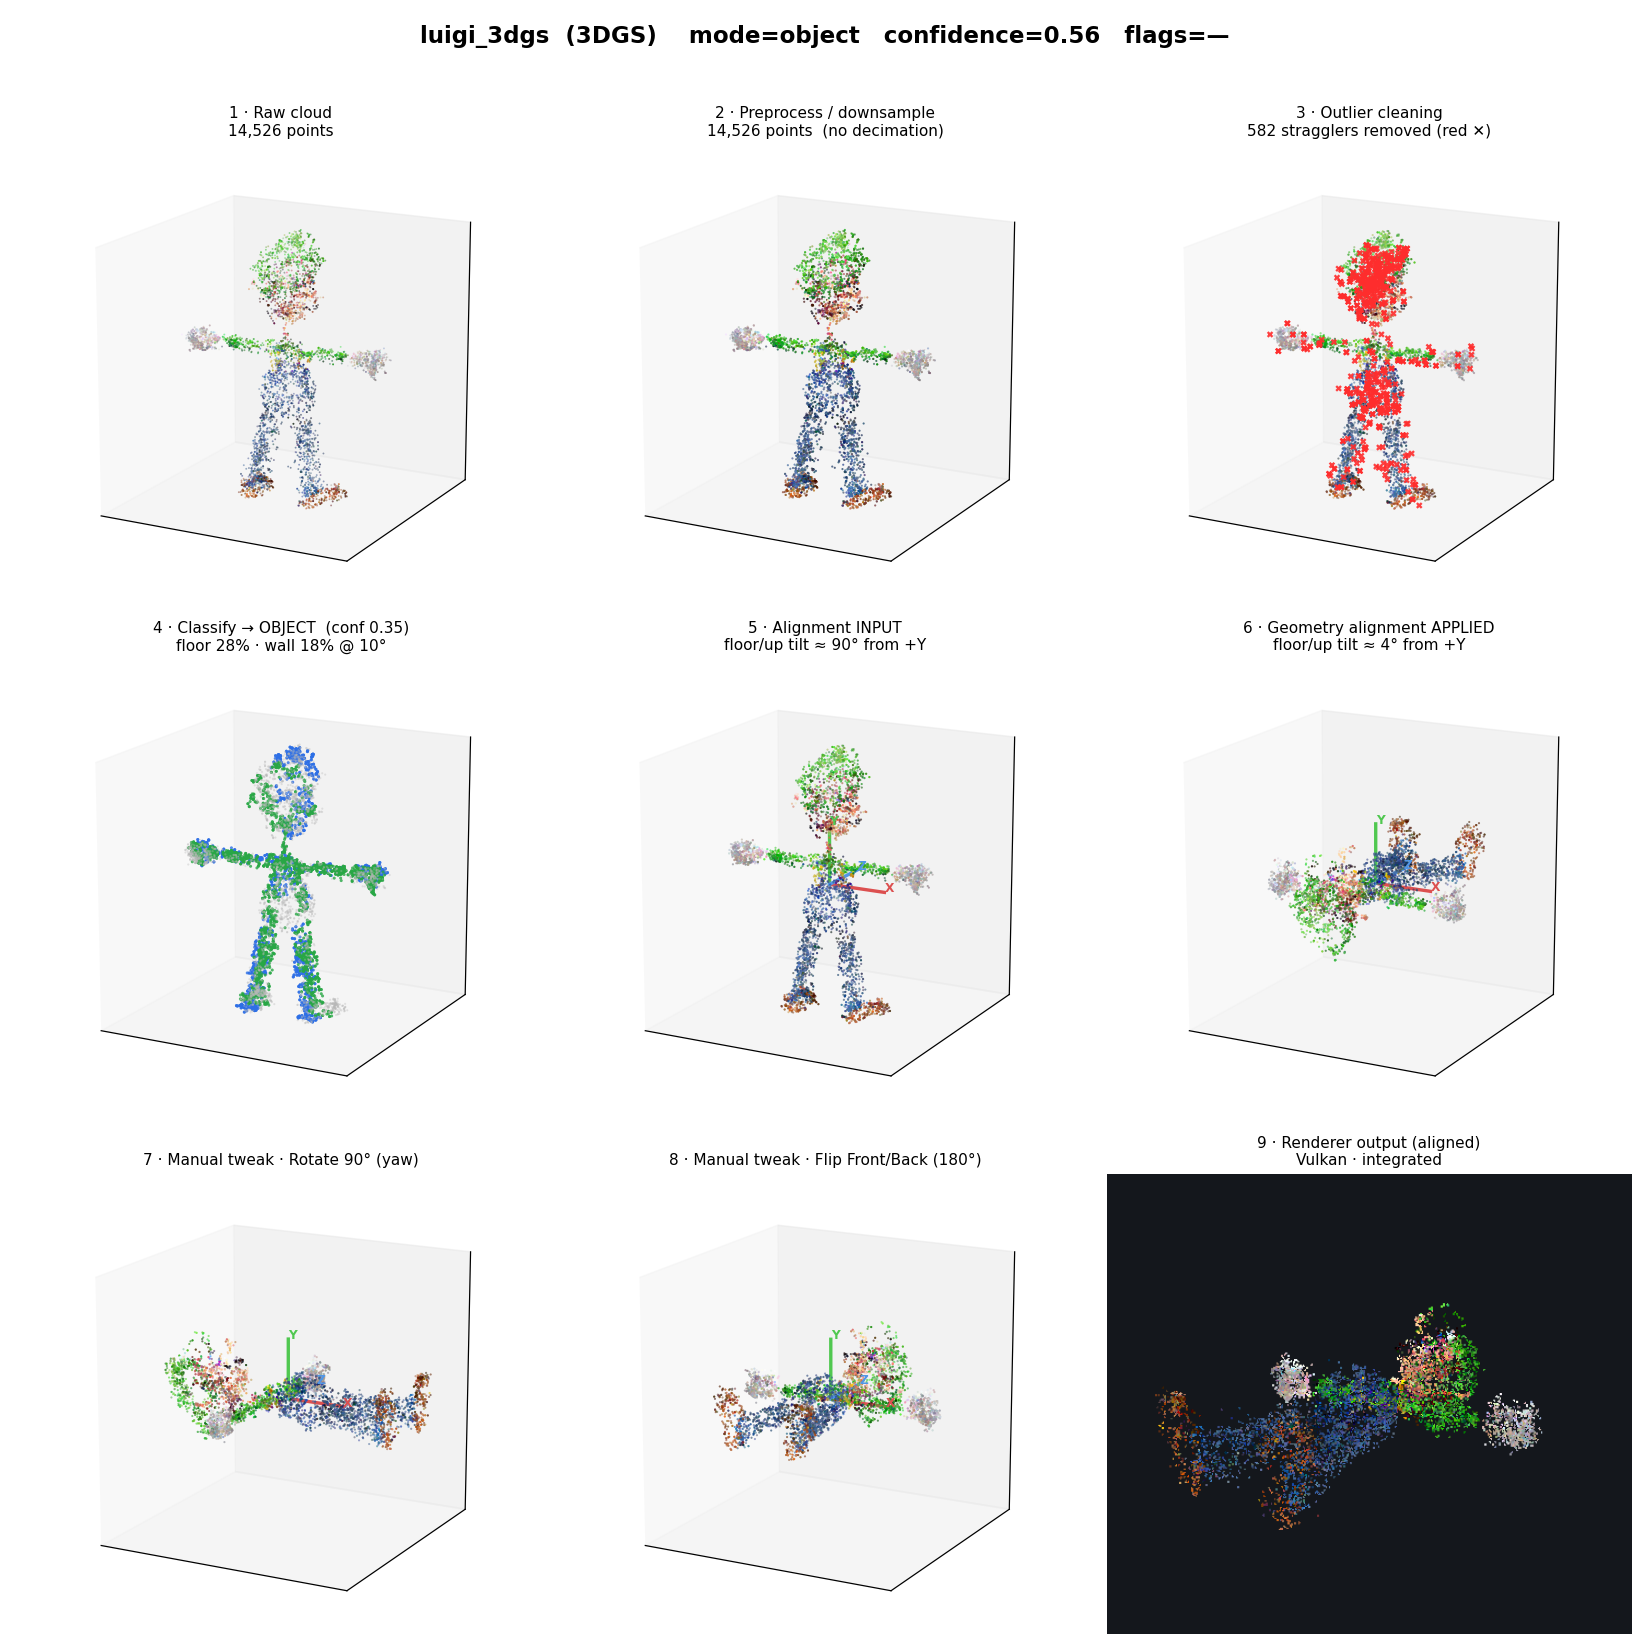 luigi_3dgs  (3DGS)    mode=object   confidence=0.56   flags=—
1 · Raw cloud
14,526 points
2 · Preprocess / downsample
14,526 points  (no decimation)
3 · Outlier cleaning
582 stragglers removed (red ✕)
4 · Classify → OBJECT  (conf 0.35)
floor 28% · wall 18% @ 10°
5 · Alignment INPUT
floor/up tilt ≈ 90° from +Y
6 · Geometry alignment APPLIED
floor/up tilt ≈ 4° from +Y
X
Y
X
7 · Manual tweak · Rotate 90° (yaw)
8 · Manual tweak · Flip Front/Back (180°)
9 · Renderer output (aligned)
Vulkan · integrated
Y
X
Y
X